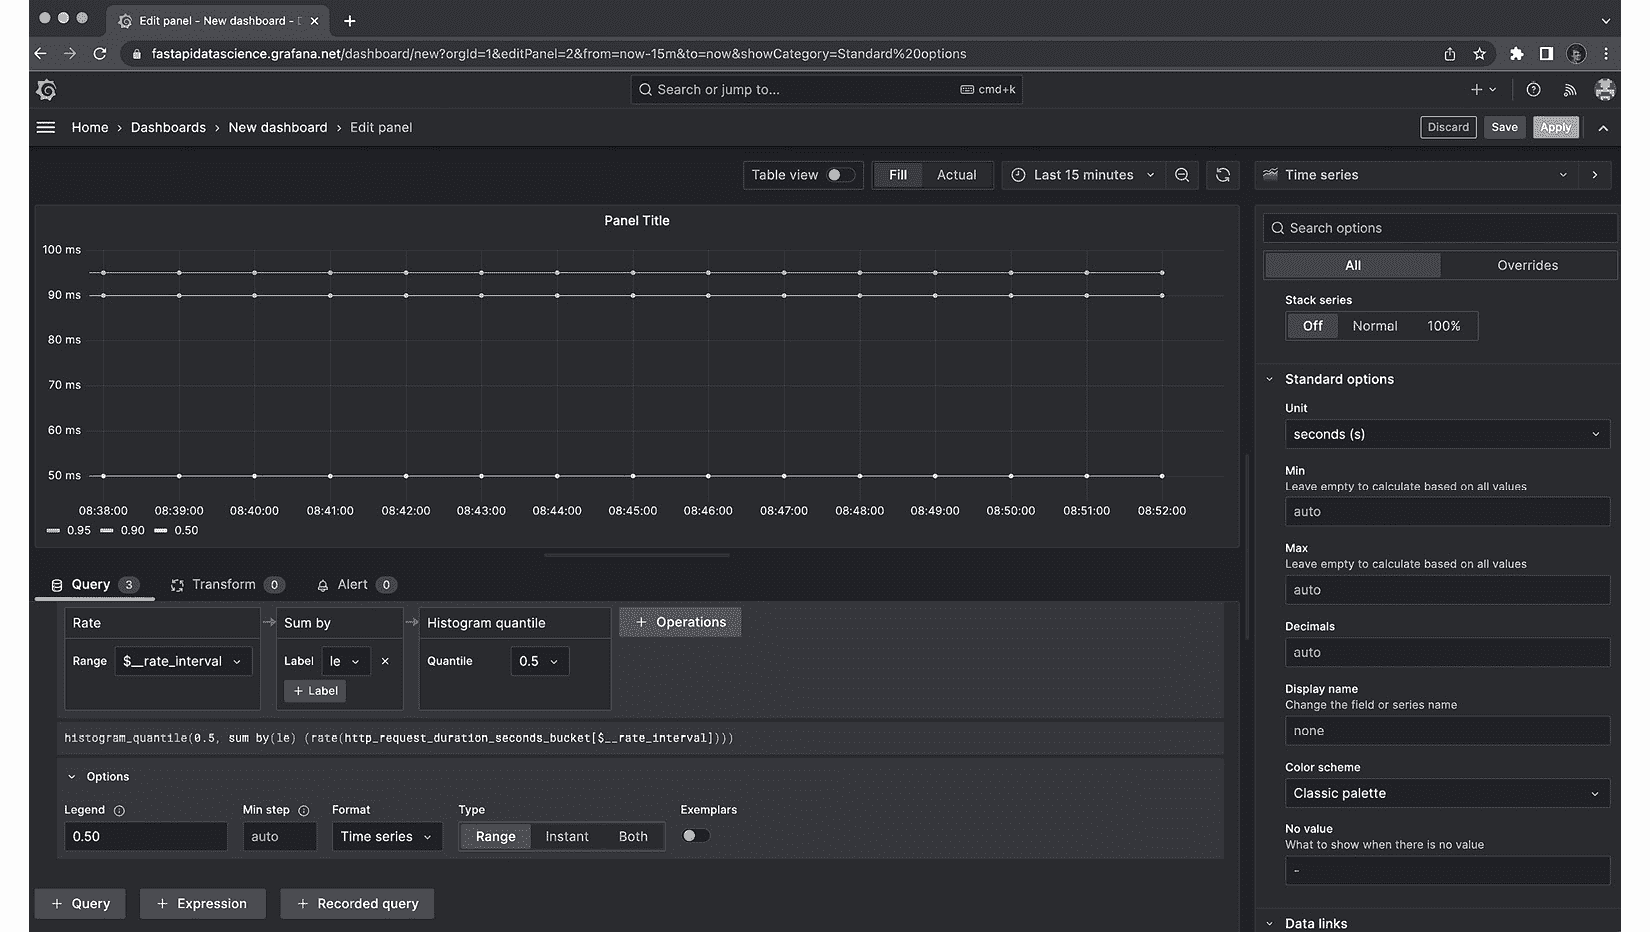 Edit panel - New dashboard -
fastapidatascience.grafana.net/dashboard/new?orgId=1&editPanel=2&from=now-15m&to=now&showCategory=Standard%20options
Search or jump to... cmd+k
Home › Dashboards › New dashboard › Edit panel
Discard Save Apply
Table view Fill Actual Last 15 minutes Time series
Panel Title
100 ms
90 ms
80 ms
70 ms
60 ms
50 ms
08:38:00 08:39:00 08:40:00 08:41:00 08:42:00 08:43:00 08:44:00 08:45:00 08:46:00 08:47:00 08:48:00 08:49:00 08:50:00 08:51:00 08:52:00
0.95 0.90 0.50
Query 3 Transform 0 Alert 0
Rate Sum by Histogram quantile + Operations
Range $__rate_interval Label le × Quantile 0.5
+ Label
histogram_quantile(0.5, sum by(le) (rate(http_request_duration_seconds_bucket[$__rate_interval])))
Options
Legend Min step Format Type Exemplars
0.50 auto Time series Range Instant Both
+ Query + Expression + Recorded query
Search options
All Overrides
Stack series
Off Normal 100%
Standard options
Unit
seconds (s)
Min
Leave empty to calculate based on all values
auto
Max
Leave empty to calculate based on all values
auto
Decimals
auto
Display name
Change the field or series name
none
Color scheme
Classic palette
No value
What to show when there is no value
-
Data links